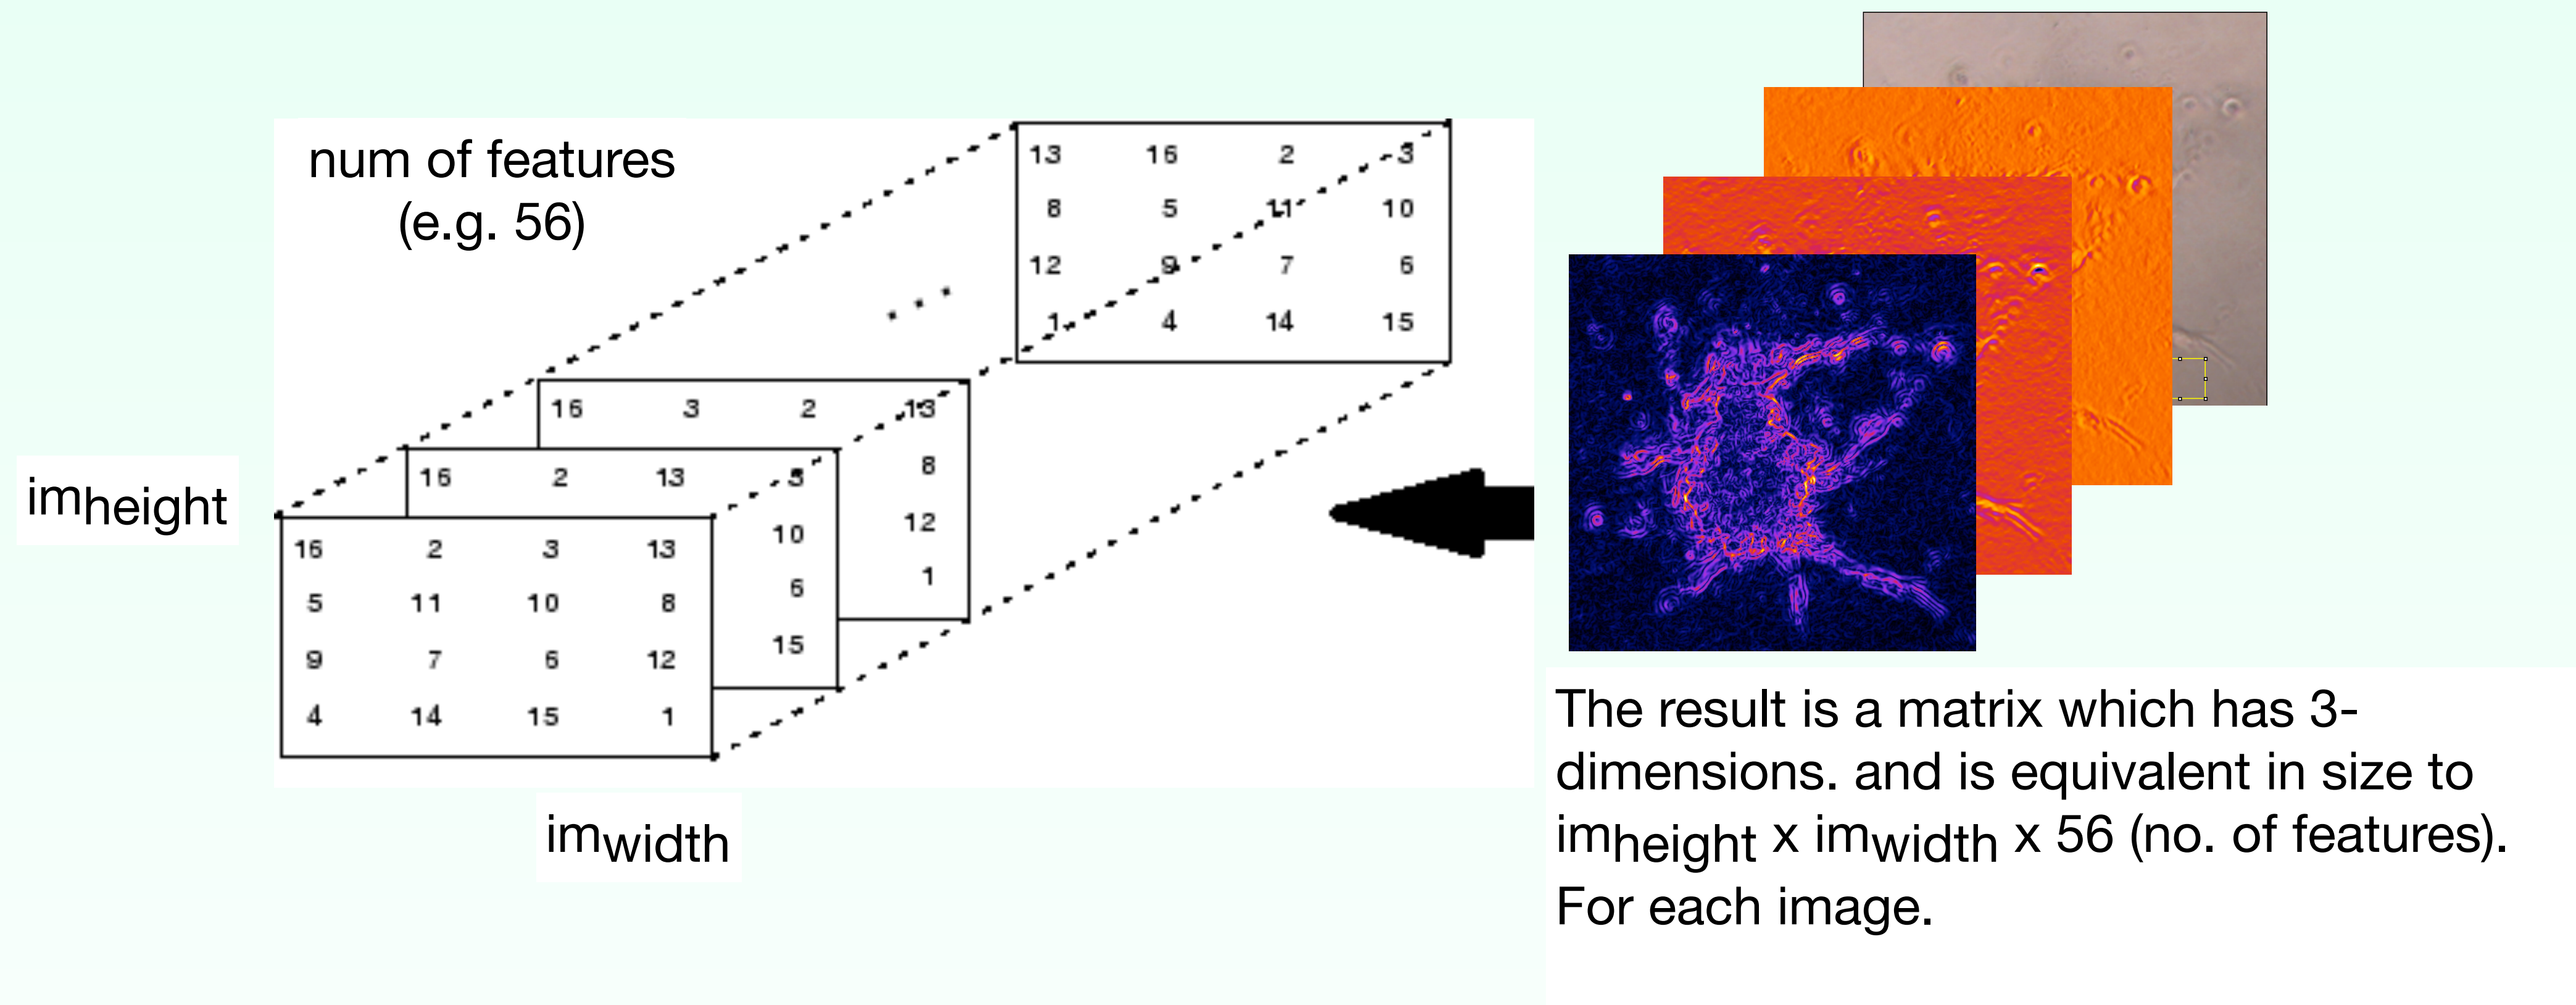 num of features
(e.g. 56)
13 16 2 3
8 5 11 10
12 9 7 6
1 4 14 15
...
16 3 2 13
8
12
1
16 2 13 3
10
6
15
16 2 3 13
5 11 10 8
9 7 6 12
4 14 15 1
imheight
imwidth
The result is a matrix which has 3-
dimensions. and is equivalent in size to
imheight x imwidth x 56 (no. of features).
For each image.